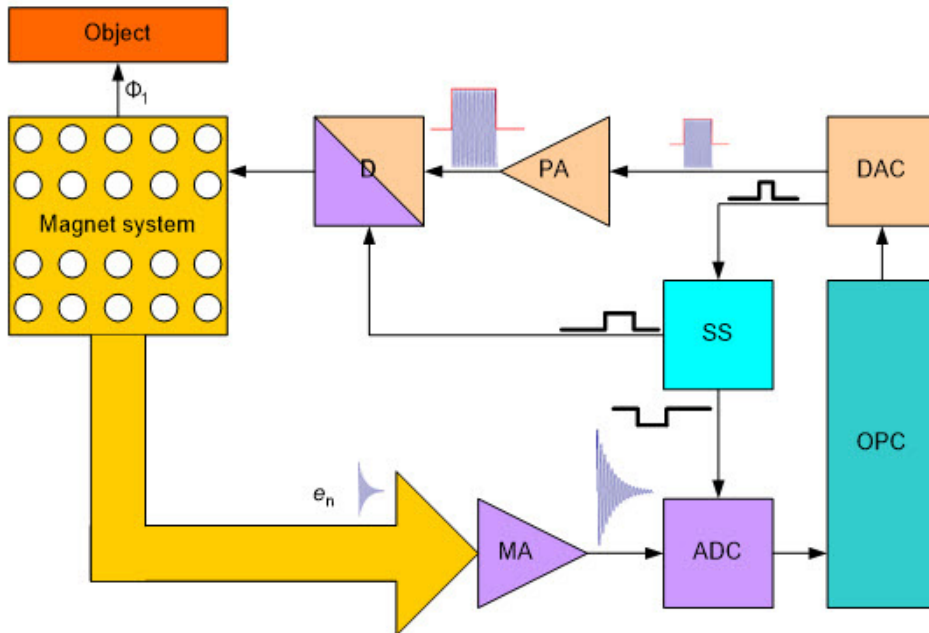 Object
Φ1
Magnet system
D
PA
DAC
SS
OPC
en
MA
ADC